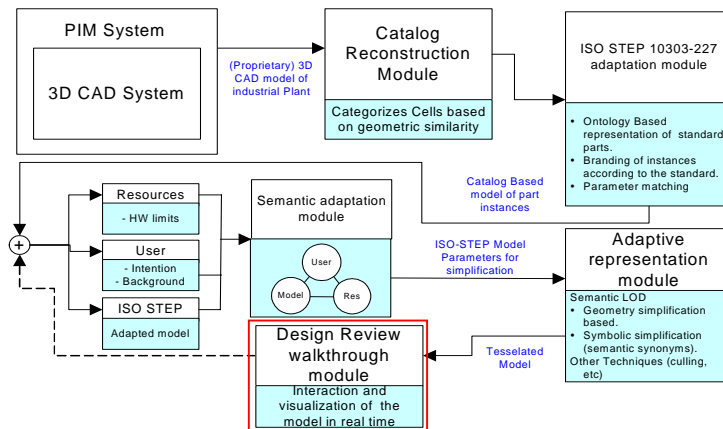 PIM System
3D CAD System
(Proprietary) 3D
CAD model of
industrial Plant
Catalog
Reconstruction
Module
Categorizes Cells based
on geometric similarity
ISO STEP 10303-227
adaptation module
• Ontology Based
representation of standard
parts.
• Branding of instances
according to the standard.
• Parameter matching
Catalog Based
model of part
instances
+
Resources
- HW limits
User
- Intention
- Background
ISO STEP
Adapted model
Semantic adaptation
module
User
Model
Res
ISO-STEP Model
Parameters for
simplification
Adaptive
representation
module
Semantic LOD
• Geometry simplification
based.
• Symbolic simplification
(semantic synonyms).
Other Techniques (culling,
etc)
Tesselated
Model
Design Review
walkthrough
module
Interaction and
visualization of the
model in real time